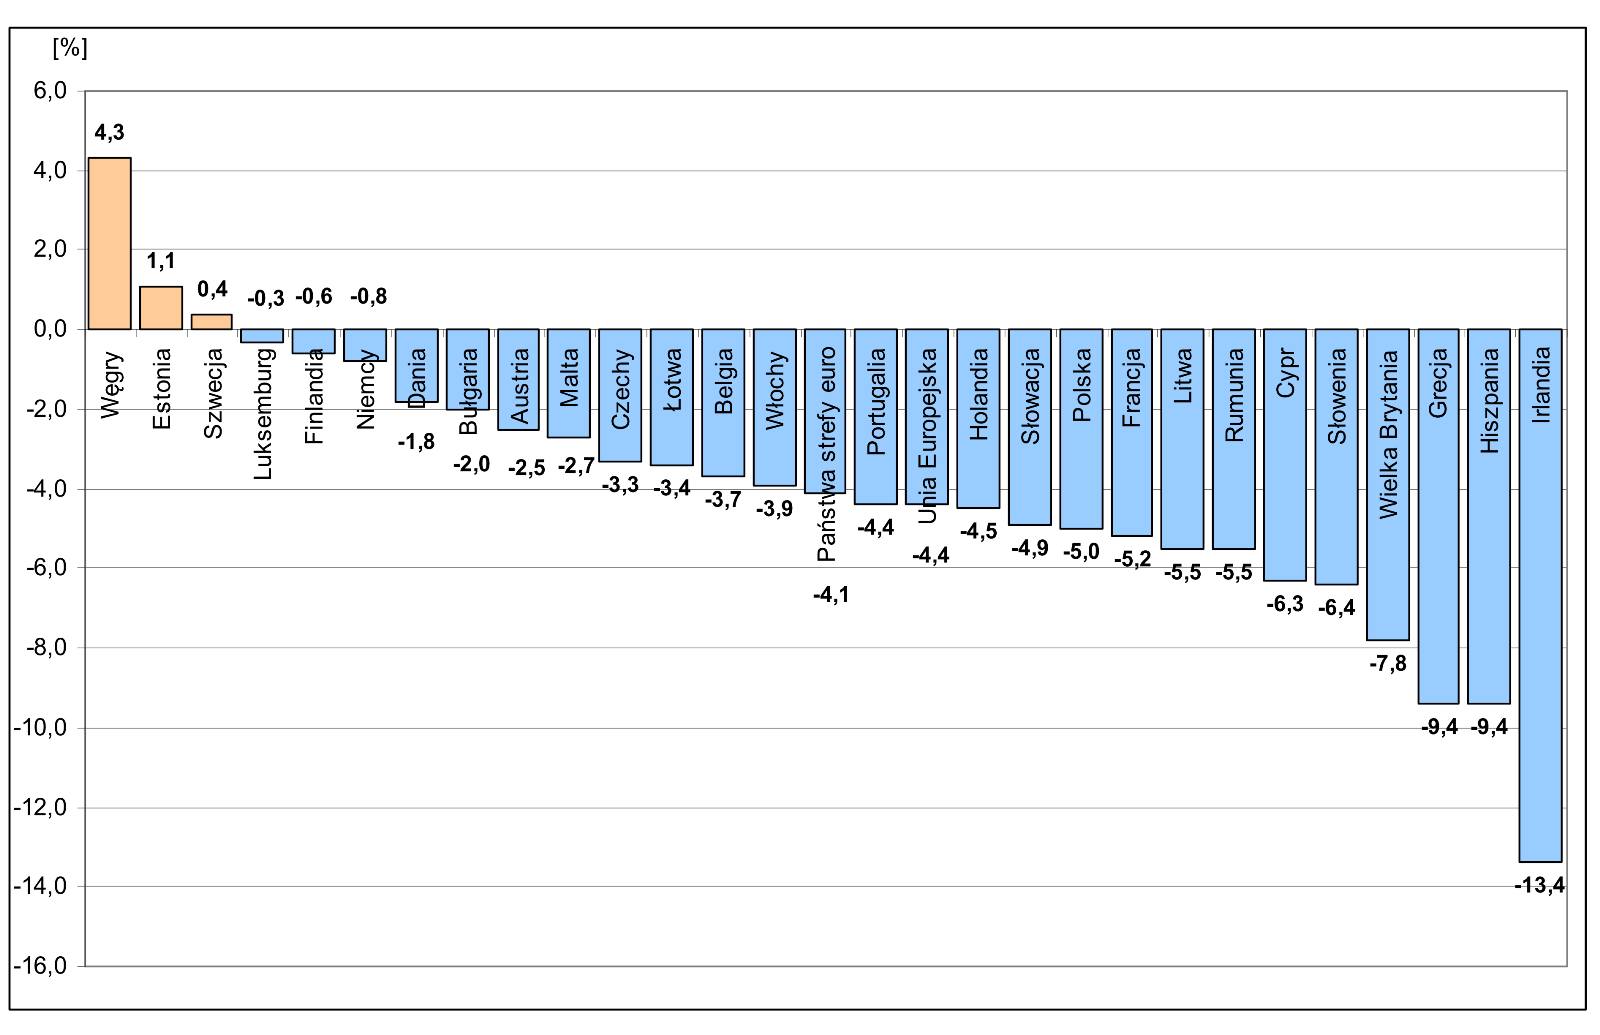 [%]
6,0
4,0
2,0
0,0
-2,0
-4,0
-6,0
-8,0
-10,0
-12,0
-14,0
-16,0
4,3
1,1
0,4
-0,3
-0,6
-0,8
-1,8
-2,0
-2,5
-2,7
-3,3
-3,4
-3,7
-3,9
-4,1
-4,4
-4,4
-4,5
-4,9
-5,0
-5,2
-5,5
-5,5
-6,3
-6,4
-7,8
-9,4
-9,4
-13,4
Węgry
Estonia
Szwecja
Luksemburg
Finlandia
Niemcy
Dania
Bułgaria
Austria
Malta
Czechy
Łotwa
Belgia
Włochy
Państwa strefy euro
Portugalia
Unia Europejska
Holandia
Słowacja
Polska
Francja
Litwa
Rumunia
Cypr
Słowenia
Wielka Brytania
Grecja
Hiszpania
Irlandia